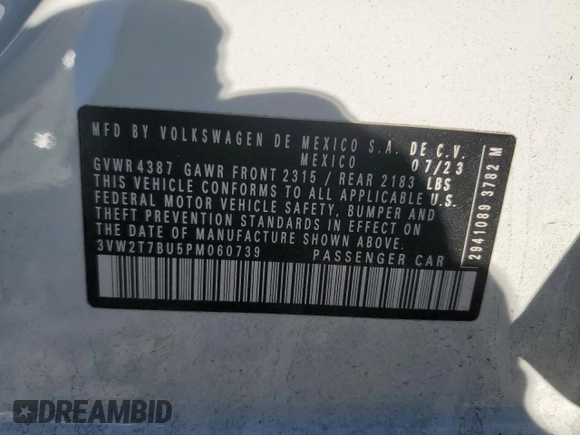 MFD BY VOLKSWAGEN DE MEXICO S.A. DE C.V.
MEXICO 07/23
GVWR 4387 GAWR FRONT 2315 / REAR 2183 LBS
THIS VEHICLE CONFORMS TO ALL APPLICABLE U.S.
FEDERAL MOTOR VEHICLE SAFETY, BUMPER AND
THEFT PREVENTION STANDARDS IN EFFECT ON
THE DATE OF MANUFACTURE SHOWN ABOVE.
3VW2T7BU5PM060739 PASSENGER CAR
2941089 3782 M
DREAMBID